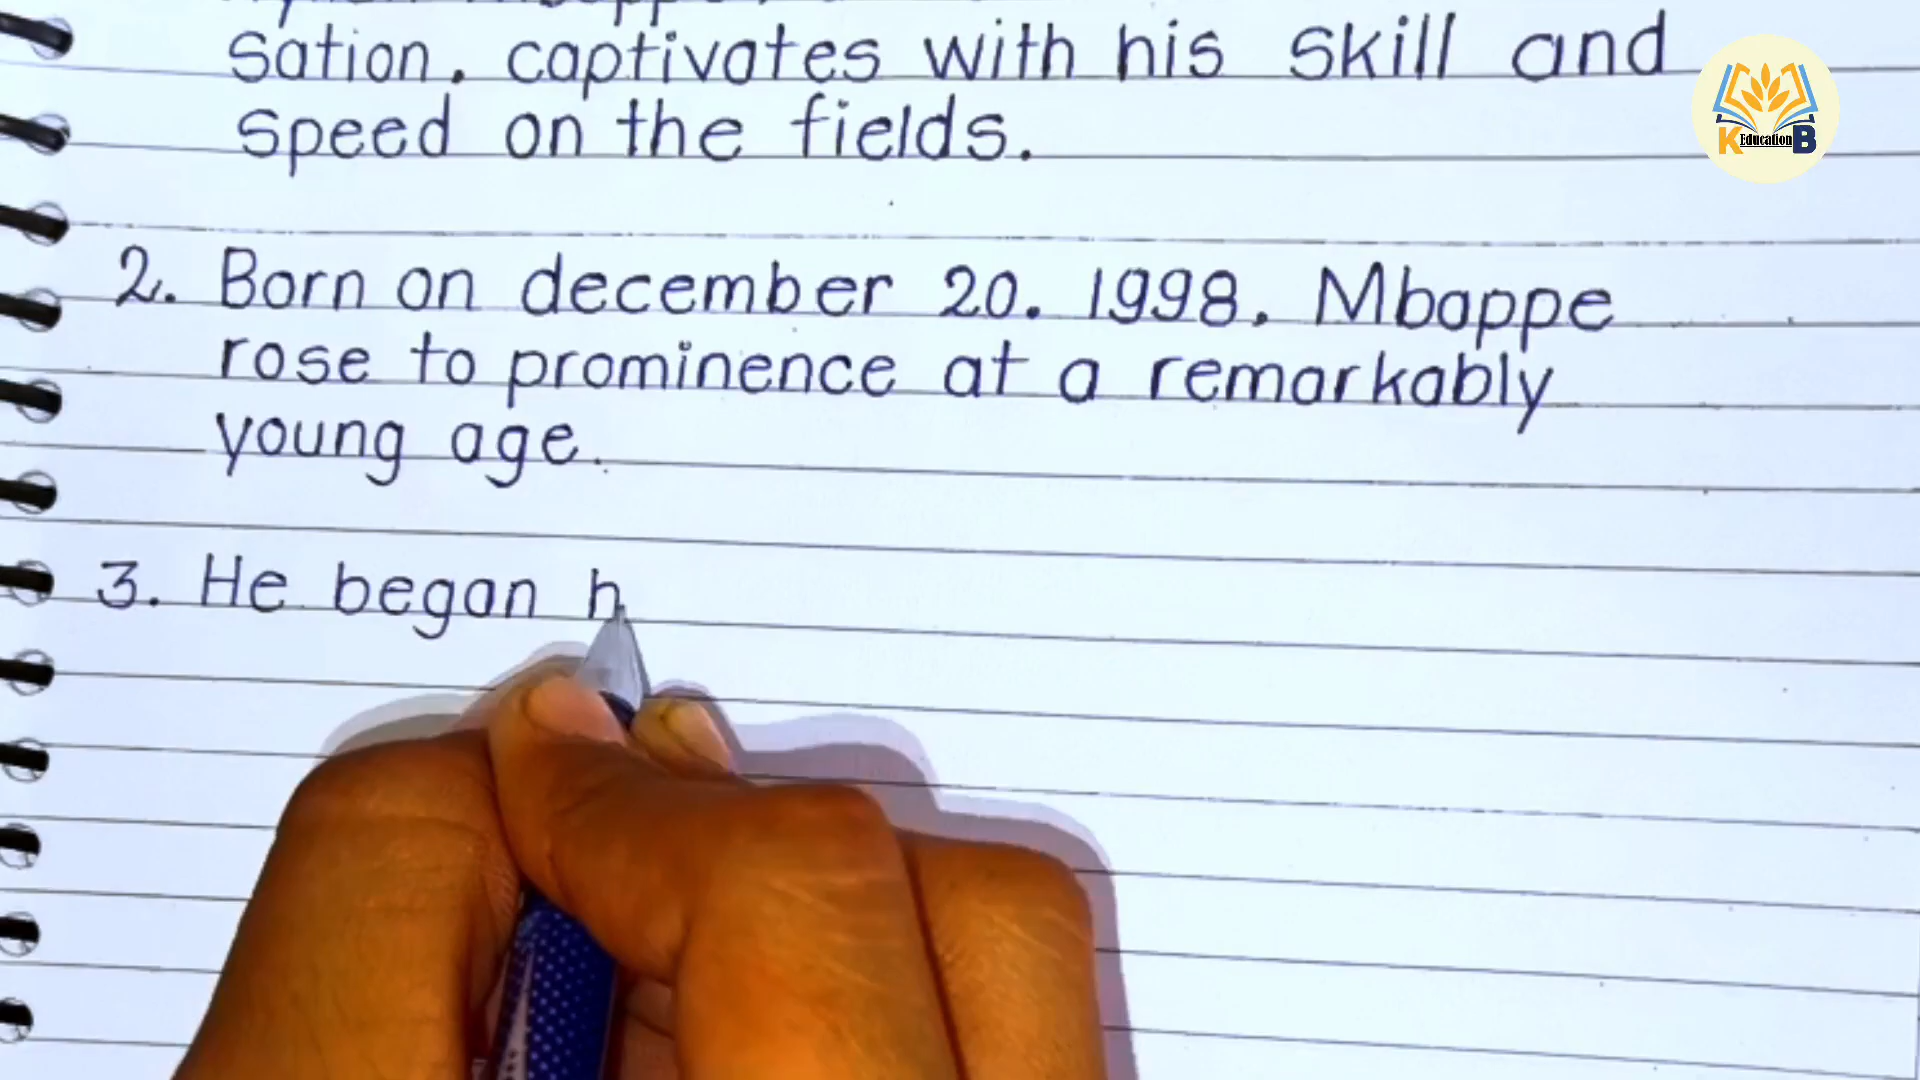 sation. captivates with his skill and
speed on the fields.
2. Born on december 20. 1998. Mbappe
rose to prominence at a remarkably
young age.
3. He began h
K Education B